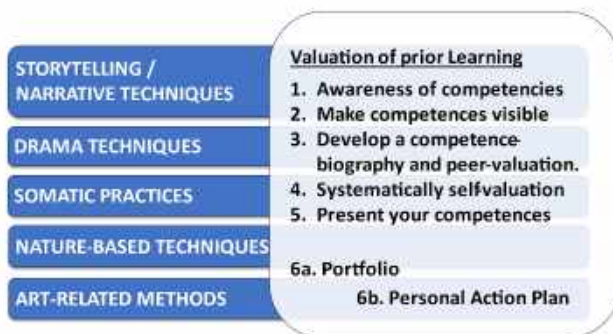 STORYTELLING /
NARRATIVE TECHNIQUES
DRAMA TECHNIQUES
SOMATIC PRACTICES
NATURE-BASED TECHNIQUES
ART-RELATED METHODS
Valuation of prior Learning
1. Awareness of competencies
2. Make competences visible
3. Develop a competence-
biography and peer-valuation.
4. Systematically selfvaluation
5. Present your competences
6a. Portfolio
6b. Personal Action Plan